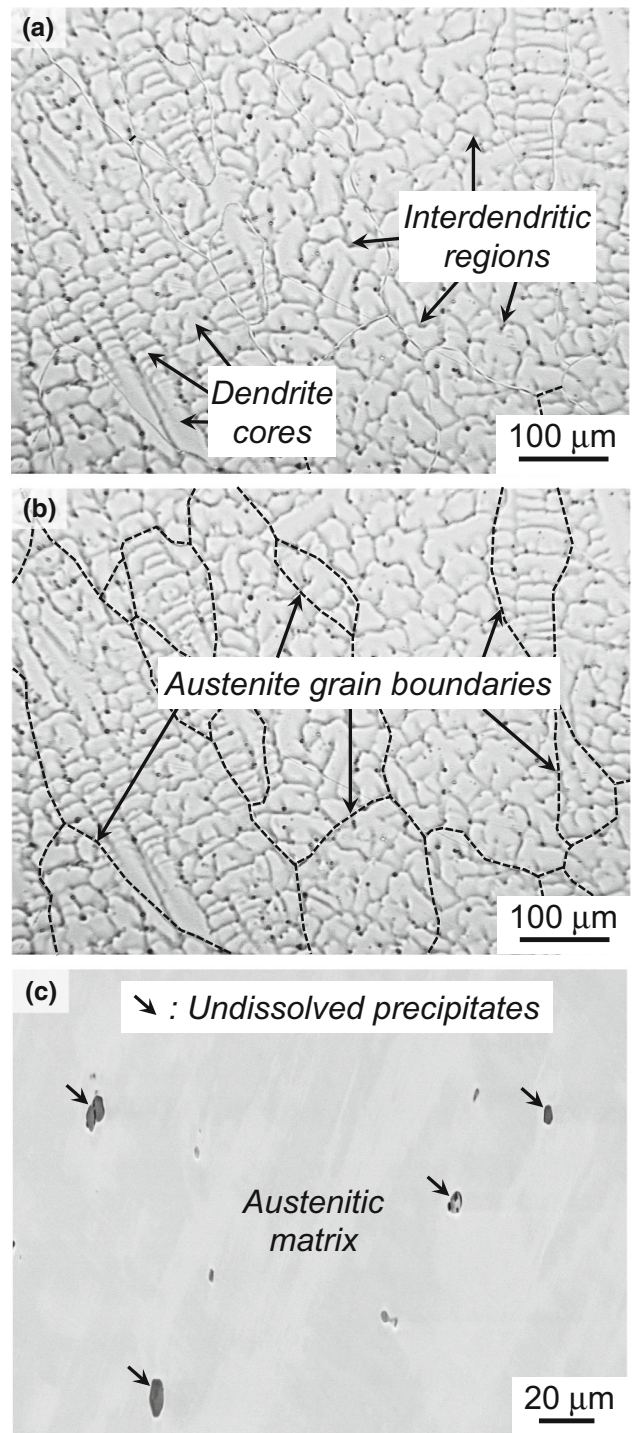 (a)
Interdendritic
regions
Dendrite
cores
100 μm
(b)
Austenite grain boundaries
100 μm
(c)
: Undissolved precipitates
Austenitic
matrix
20 μm